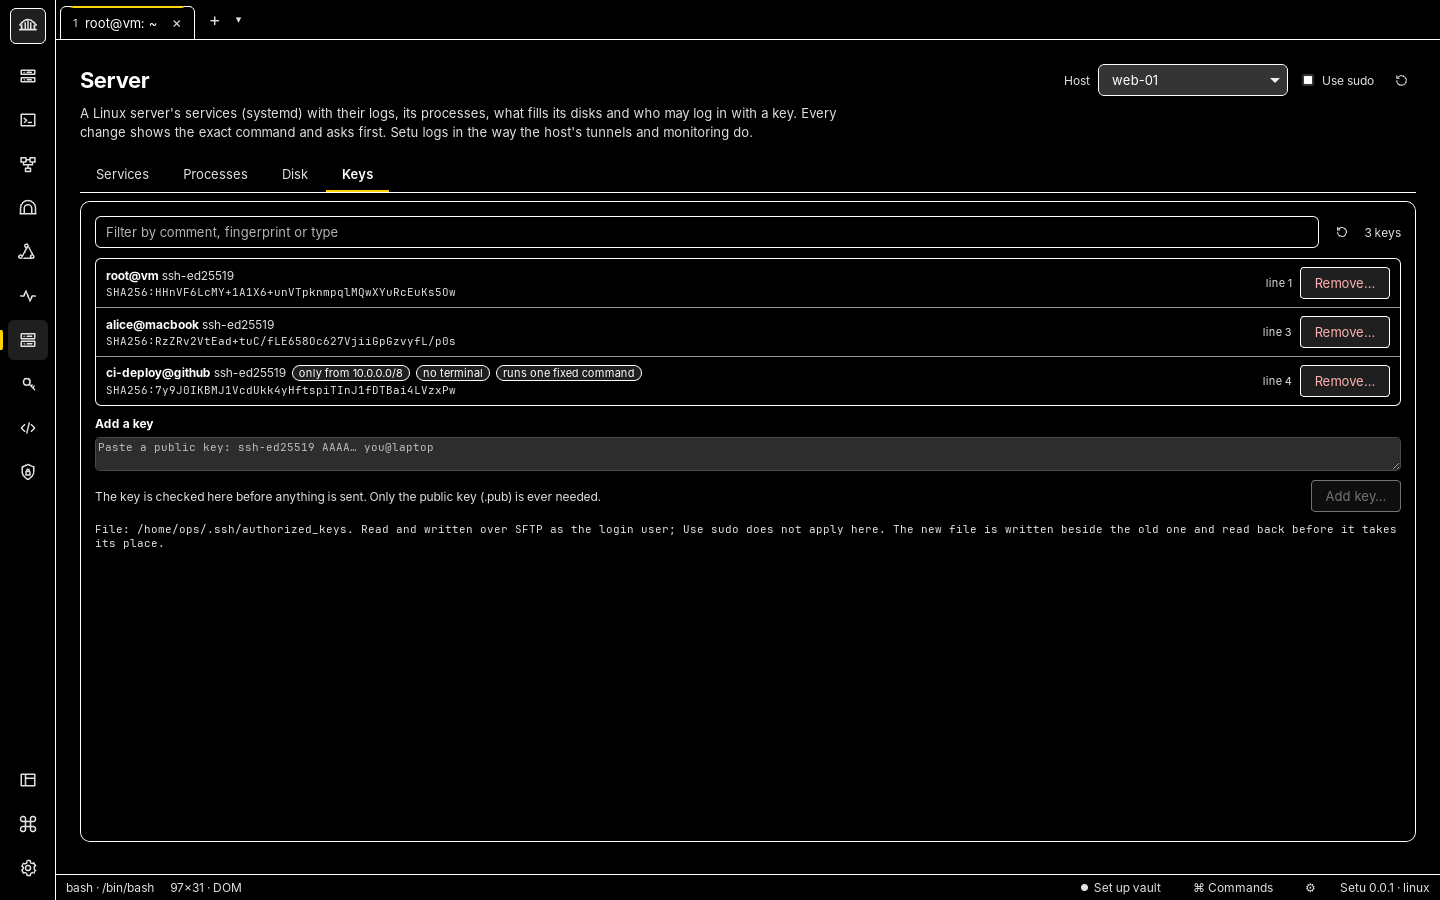 1 root@vm: ~ × + ▾
Server
Host web-01 Use sudo
A Linux server's services (systemd) with their logs, its processes, what fills its disks and who may log in with a key. Every
change shows the exact command and asks first. Setu logs in the way the host's tunnels and monitoring do.
Services Processes Disk Keys
Filter by comment, fingerprint or type 3 keys
root@vm ssh-ed25519
SHA256:HHnVF6LcMY+1A1X6+unVTpknmpqlMQwXYuRcEuKs5Ow
line 1 Remove...
alice@macbook ssh-ed25519
SHA256:RzZRv2VtEad+tuC/fLE658Oc627VjiiGpGzvyfL/p0s
line 3 Remove...
ci-deploy@github ssh-ed25519 only from 10.0.0.0/8 no terminal runs one fixed command
SHA256:7y9J0IKBMJ1VcdUkk4yHftspiTInJ1fDTBai4LVzxPw
line 4 Remove...
Add a key
Paste a public key: ssh-ed25519 AAAA… you@laptop
The key is checked here before anything is sent. Only the public key (.pub) is ever needed.
Add key...
File: /home/ops/.ssh/authorized_keys. Read and written over SFTP as the login user; Use sudo does not apply here. The new file is written beside the old one and read back before it takes
its place.
bash · /bin/bash 97×31 · DOM Set up vault ⌘ Commands ⚙ Setu 0.0.1 · linux